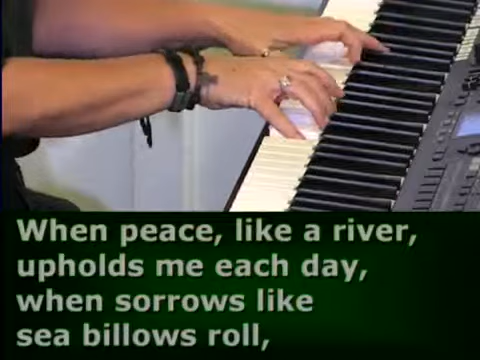 When peace, like a river,
upholds me each day,
when sorrows like
sea billows roll,